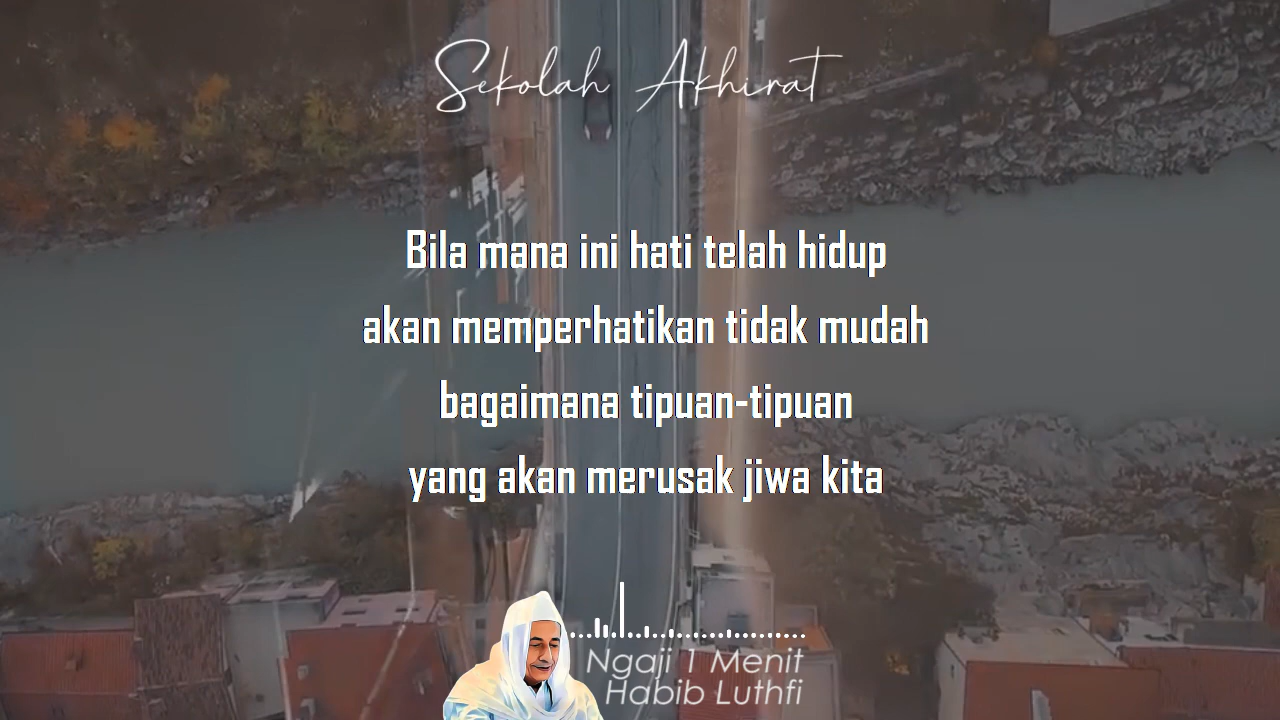 Sekolah Akhirat
Bila mana ini hati telah hidup
akan memperhatikan tidak mudah
bagaimana tipuan-tipuan
yang akan merusak jiwa kita
Ngaji 1 Menit
Habib Luthfi